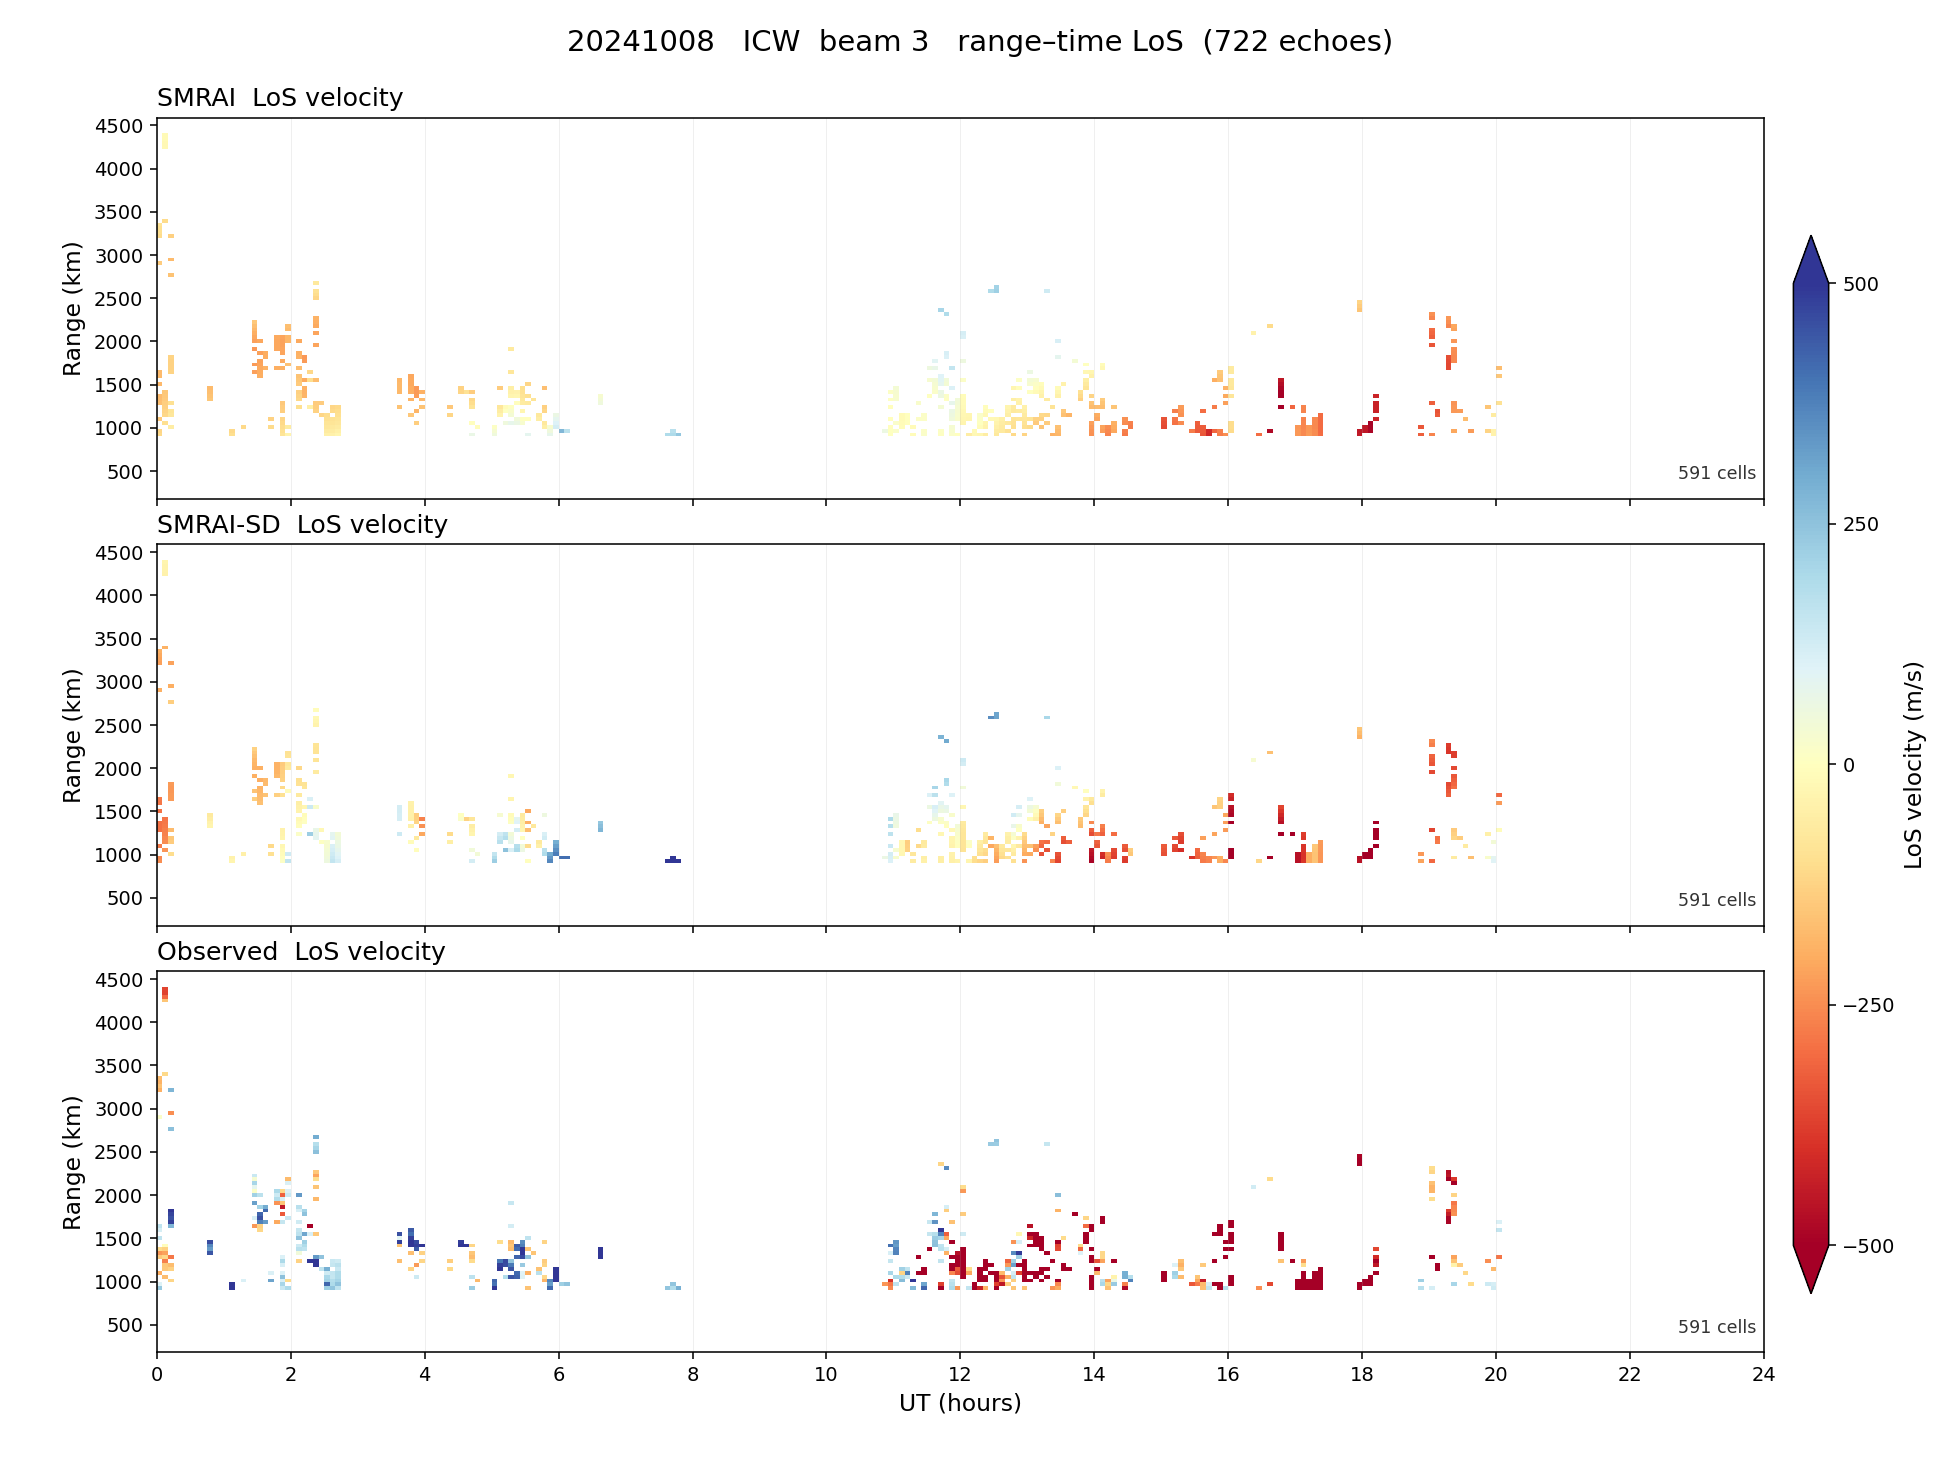 20241008   ICW  beam 3   range–time LoS  (722 echoes)
SMRAI  LoS velocity
4500
4000
3500
3000
2500
2000
1500
1000
500
Range (km)
591 cells
SMRAI-SD  LoS velocity
4500
4000
3500
3000
2500
2000
1500
1000
500
Range (km)
591 cells
Observed  LoS velocity
4500
4000
3500
3000
2500
2000
1500
1000
500
Range (km)
591 cells
0 2 4 6 8 10 12 14 16 18 20 22 24
UT (hours)
500
250
0
−250
−500
LoS velocity (m/s)